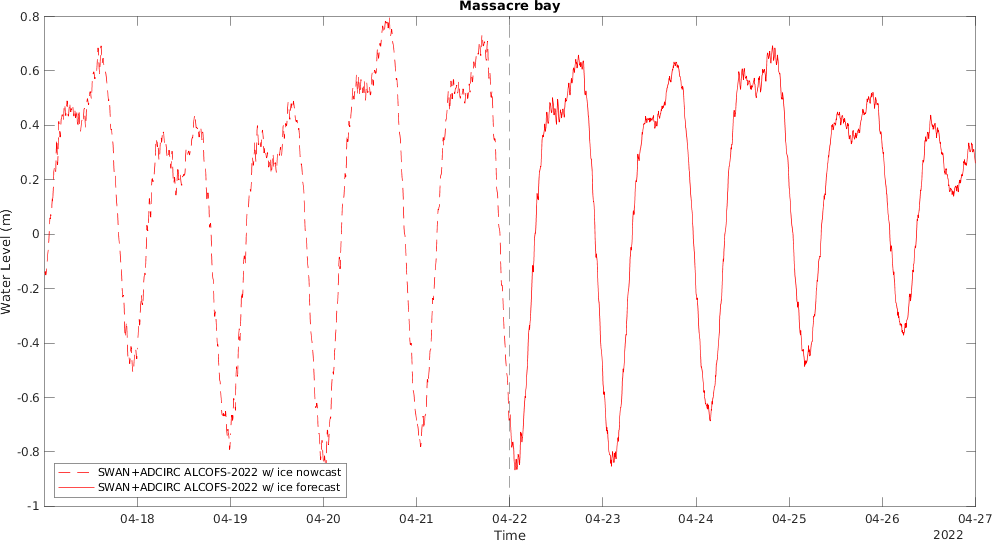 Massacre bay
Water Level (m)
0.8
0.6
0.4
0.2
0
-0.2
-0.4
-0.6
-0.8
-1
SWAN+ADCIRC ALCOFS-2022 w/ ice nowcast
SWAN+ADCIRC ALCOFS-2022 w/ ice forecast
04-18 04-19 04-20 04-21 04-22 04-23 04-24 04-25 04-26 04-27
Time
2022